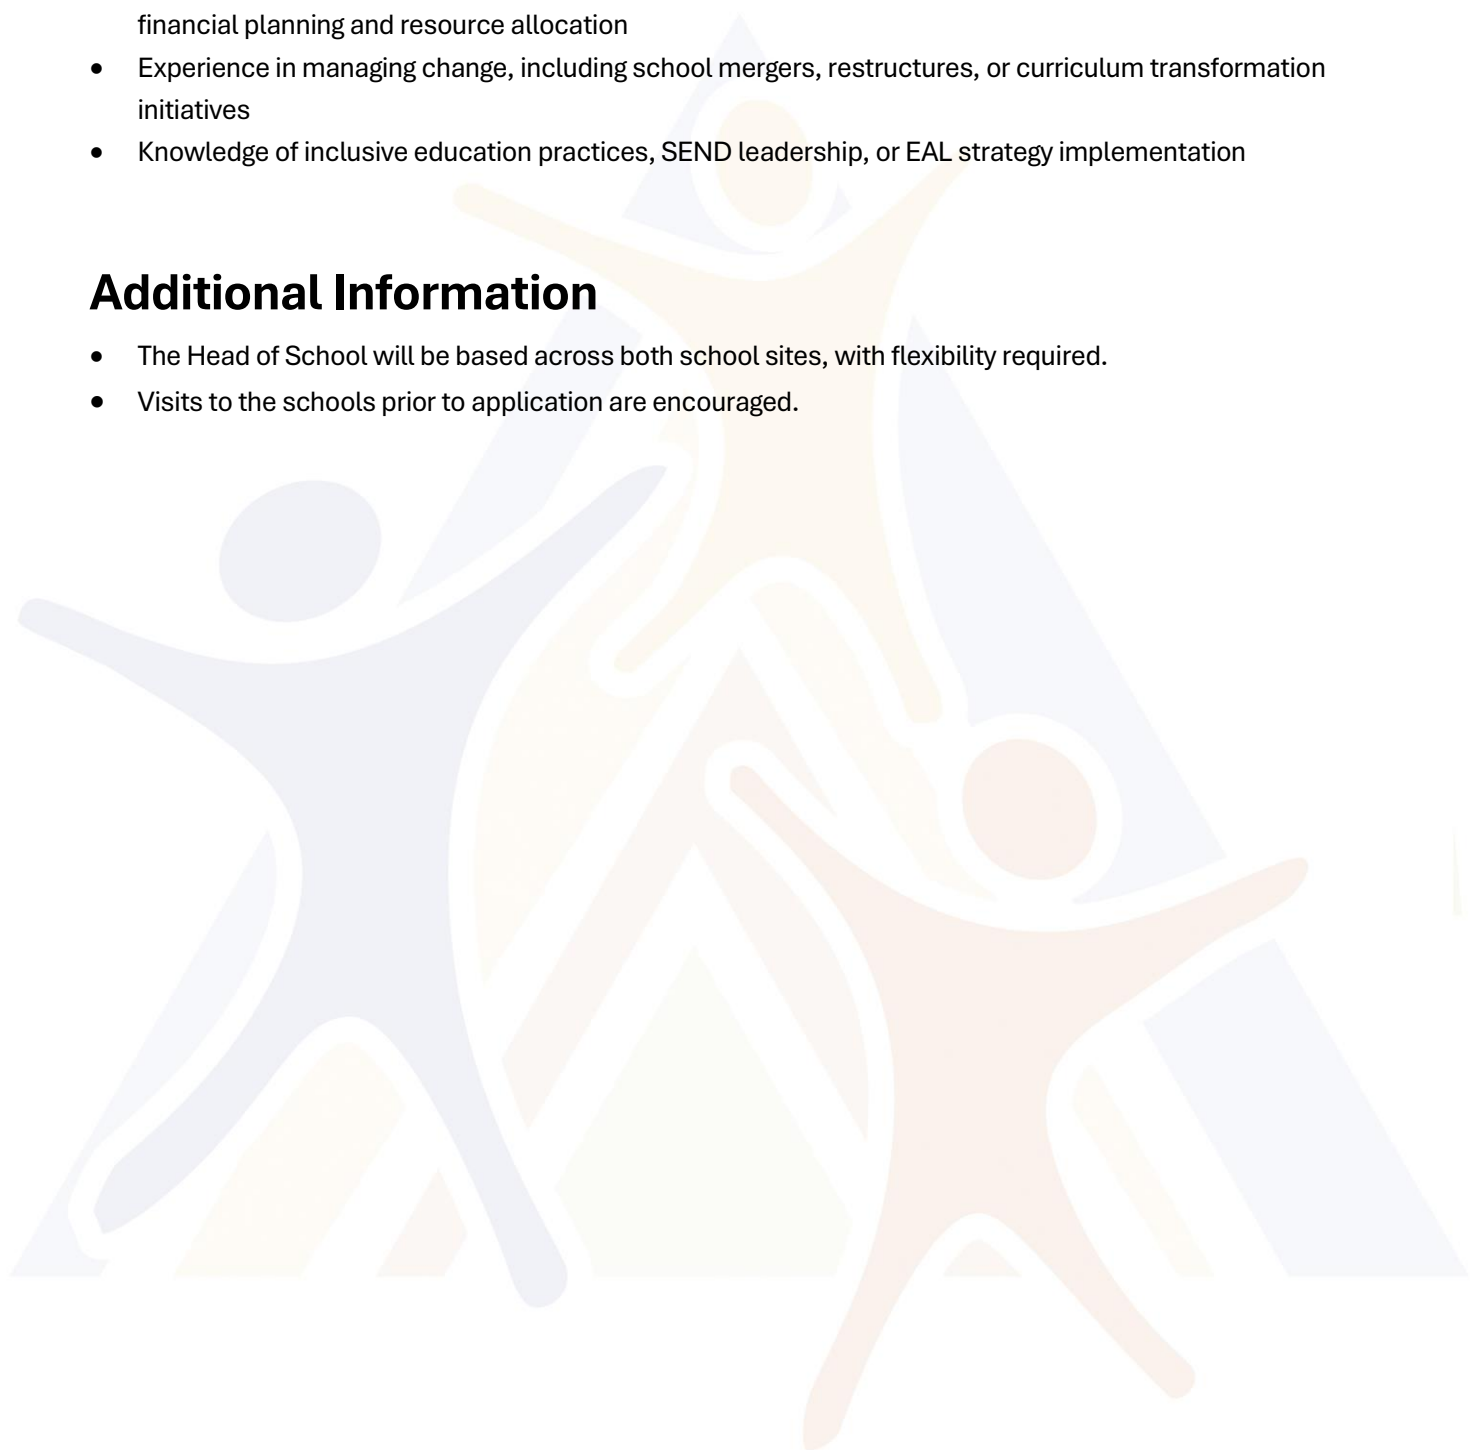 financial planning and resource allocation
• Experience in managing change, including school mergers, restructures, or curriculum transformation
initiatives
• Knowledge of inclusive education practices, SEND leadership, or EAL strategy implementation
Additional Information
• The Head of School will be based across both school sites, with flexibility required.
• Visits to the schools prior to application are encouraged.